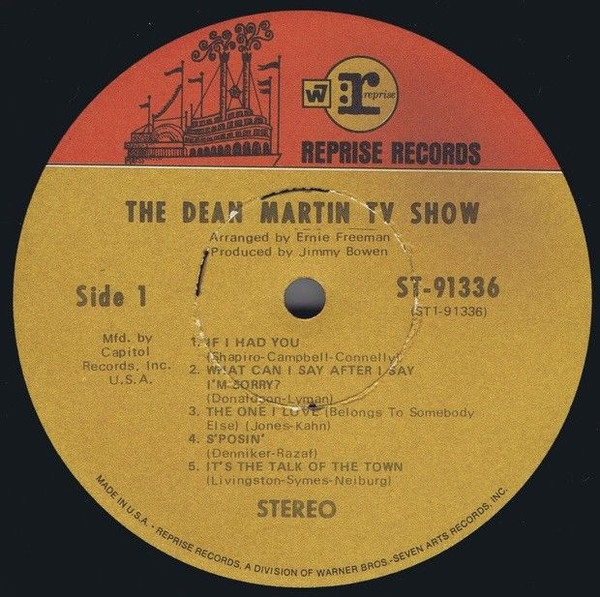 W7
r
reprise
REPRISE RECORDS
THE DEAN MARTIN TV SHOW
Arranged by Ernie Freeman
Produced by Jimmy Bowen
Side 1
ST-91336
(ST1-91336)
Mfd. by
Capitol
Records, Inc.
U.S.A.
1. IF I HAD YOU
(Shapiro-Campbell-Connelly)
2. WHAT CAN I SAY AFTER I SAY
I'M SORRY?
(Donaldson-Lyman)
3. THE ONE I LOVE (Belongs To Somebody
Else) (Jones-Kahn)
4. S'POSIN'
(Denniker-Razaf)
5. IT'S THE TALK OF THE TOWN
(Livingston-Symes-Neiburg)
STEREO
MADE IN U.S.A. • REPRISE RECORDS, A DIVISION OF WARNER BROS.-SEVEN ARTS RECORDS, INC.